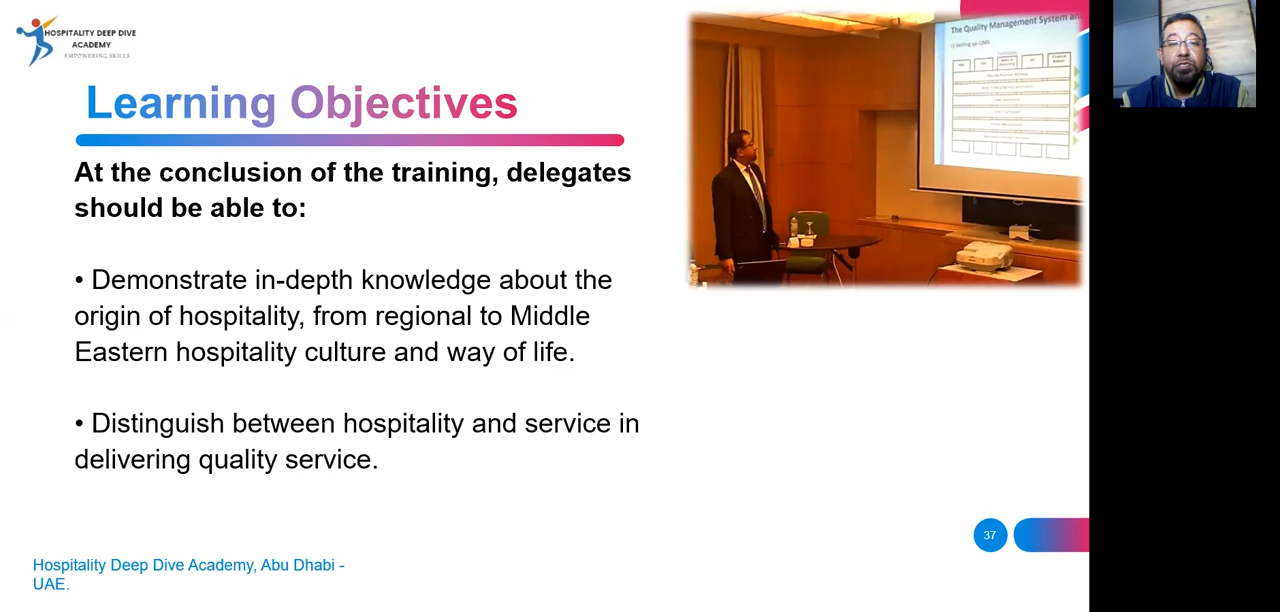 HOSPITALITY DEEP DIVE
ACADEMY
EMPOWERING SKILLS
Learning Objectives
At the conclusion of the training, delegates
should be able to:
• Demonstrate in-depth knowledge about the
origin of hospitality, from regional to Middle
Eastern hospitality culture and way of life.
• Distinguish between hospitality and service in
delivering quality service.
The Quality Management System an
37
Hospitality Deep Dive Academy, Abu Dhabi -
UAE.